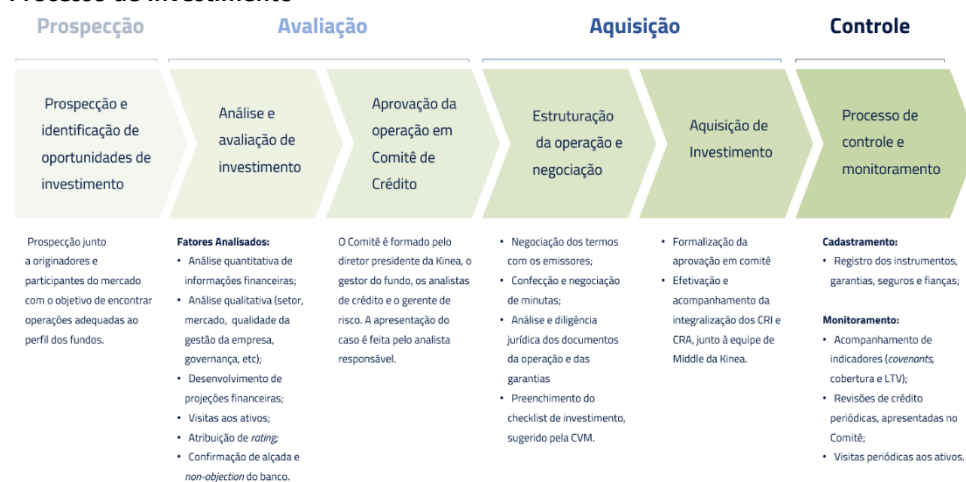 Processo de Investimento
Prospecção
Avaliação
Aquisição
Controle
Prospecção e
identificação de
oportunidades de
investimento
Análise e
avaliação de
investimento
Aprovação da
operação em
Comitê de
Crédito
Estruturação
da operação e
negociação
Aquisição de
Investimento
Processo de
controle e
monitoramento
Prospecção junto
a originadores e
participantes do mercado
com o objetivo de encontrar
operações adequadas ao
perfil dos fundos.
Fatores Analisados:
• Análise quantitativa de
informações financeiras;
• Análise qualitativa (setor,
mercado, qualidade da
gestão da empresa,
governança, etc);
• Desenvolvimento de
projeções financeiras;
• Visitas aos ativos;
• Atribuição de rating;
• Confirmação de alçada e
non-objection do banco.
O Comitê é formado pelo
diretor presidente da Kinea, o
gestor do fundo, os analistas
de crédito e o gerente de
risco. A apresentação do
caso é feita pelo analista
responsável.
• Negociação dos termos
com os emissores;
• Confecção e negociação
de minutas;
• Análise e diligência
jurídica dos documentos
da operação e das
garantias
• Preenchimento do
checklist de investimento,
sugerido pela CVM.
• Formalização da
aprovação em comitê
• Efetivação e
acompanhamento da
integralização dos CRI e
CRA, junto à equipe de
Middle da Kinea.
Cadastramento:
• Registro dos instrumentos,
garantias, seguros e fianças;
Monitoramento:
• Acompanhamento de
indicadores (covenants,
cobertura e LTV);
• Revisões de crédito
periódicas, apresentadas no
Comitê;
• Visitas periódicas aos ativos.